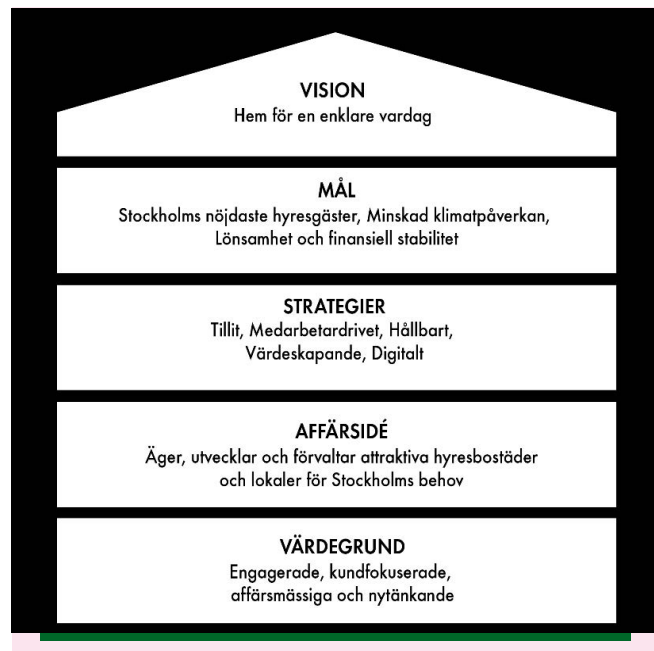 VISION
Hem för en enklare vardag
MÅL
Stockholms nöjdaste hyresgäster, Minskad klimatpåverkan,
Lönsamhet och finansiell stabilitet
STRATEGIER
Tillit, Medarbetardrivet, Hållbart,
Värdeskapande, Digitalt
AFFÄRSIDÉ
Äger, utvecklar och förvaltar attraktiva hyresbostäder
och lokaler för Stockholms behov
VÄRDEGRUND
Engagerade, kundfokuserade,
affärsmässiga och nytänkande